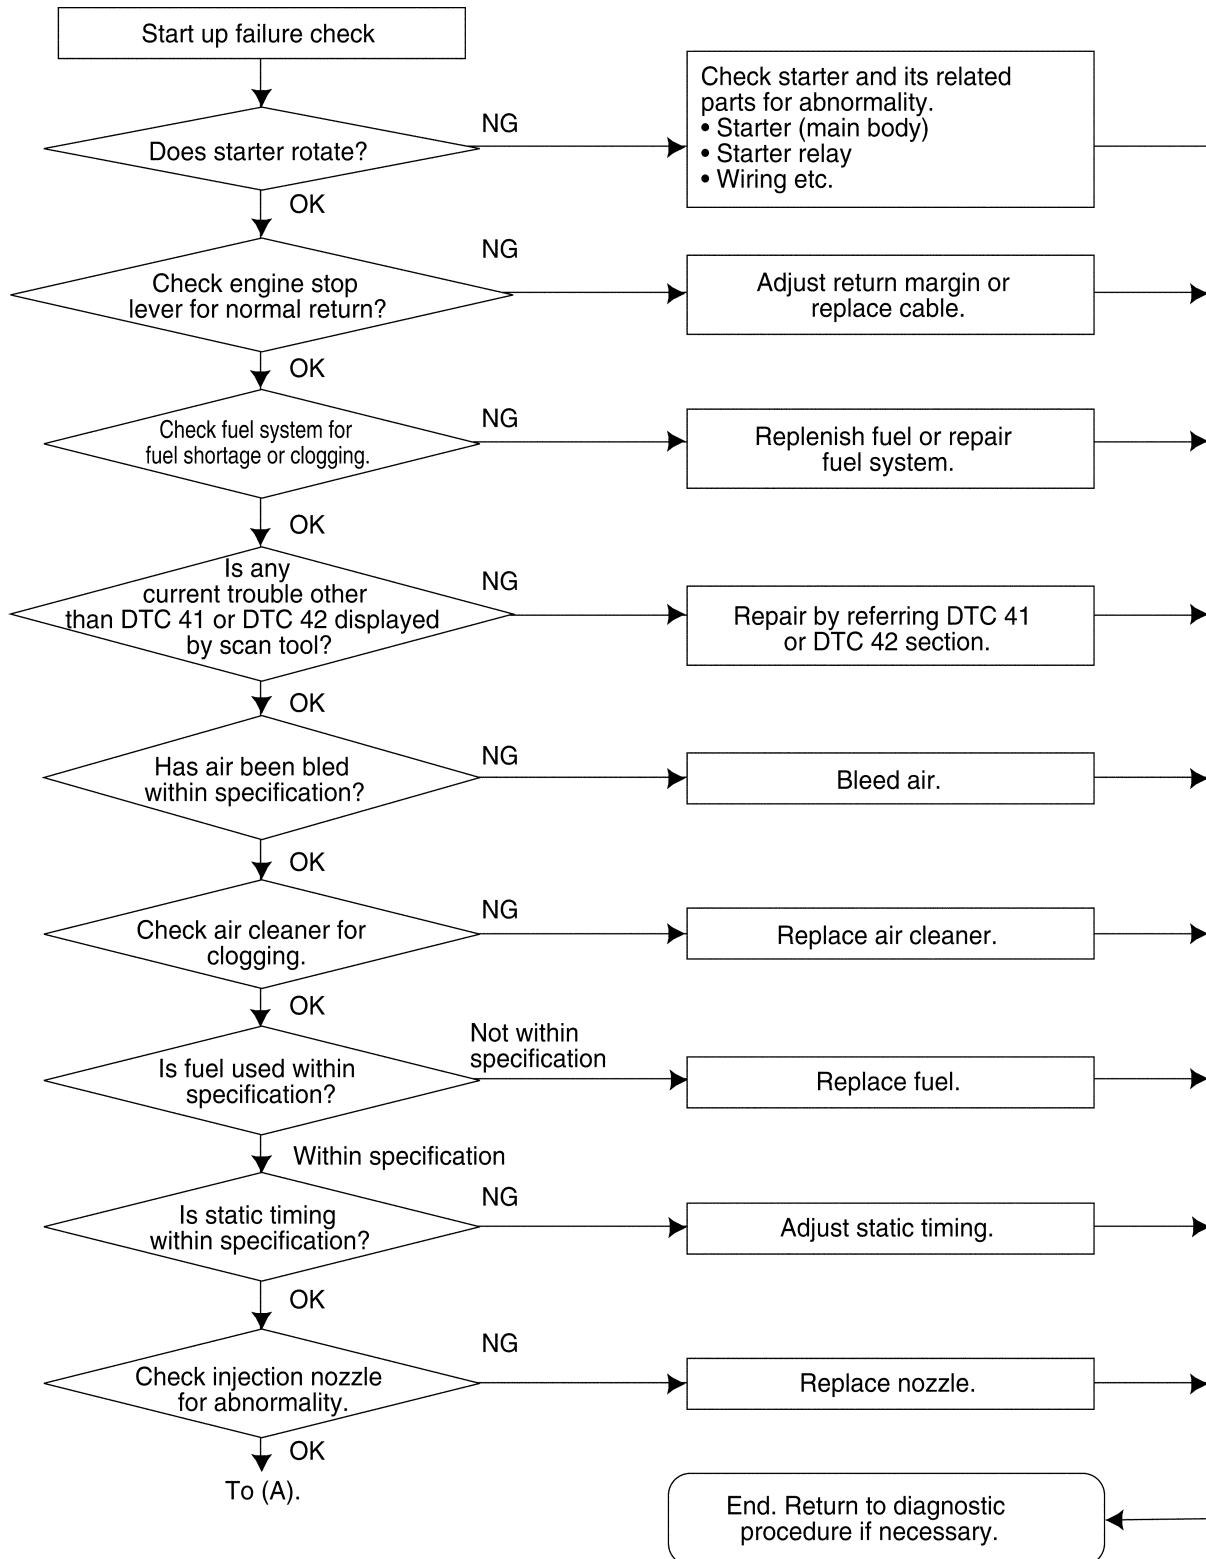 Start up failure check
Does starter rotate?
NG
Check starter and its related
parts for abnormality.
• Starter (main body)
• Starter relay
• Wiring etc.
OK
Check engine stop
lever for normal return?
NG
Adjust return margin or
replace cable.
OK
Check fuel system for
fuel shortage or clogging.
NG
Replenish fuel or repair
fuel system.
OK
Is any
current trouble other
than DTC 41 or DTC 42 displayed
by scan tool?
NG
Repair by referring DTC 41
or DTC 42 section.
OK
Has air been bled
within specification?
NG
Bleed air.
OK
Check air cleaner for
clogging.
NG
Replace air cleaner.
OK
Is fuel used within
specification?
Not within
specification
Replace fuel.
Within specification
Is static timing
within specification?
NG
Adjust static timing.
OK
Check injection nozzle
for abnormality.
NG
Replace nozzle.
OK
To (A).
End. Return to diagnostic
procedure if necessary.